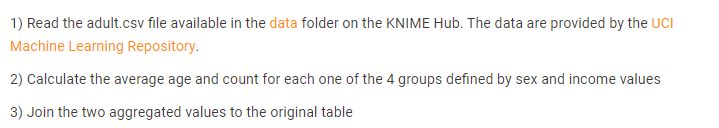 1) Read the adult.csv file available in the data folder on the KNIME Hub. The data are provided by the UCI
Machine Learning Repository.
2) Calculate the average age and count for each one of the 4 groups defined by sex and income values
3) Join the two aggregated values to the original table